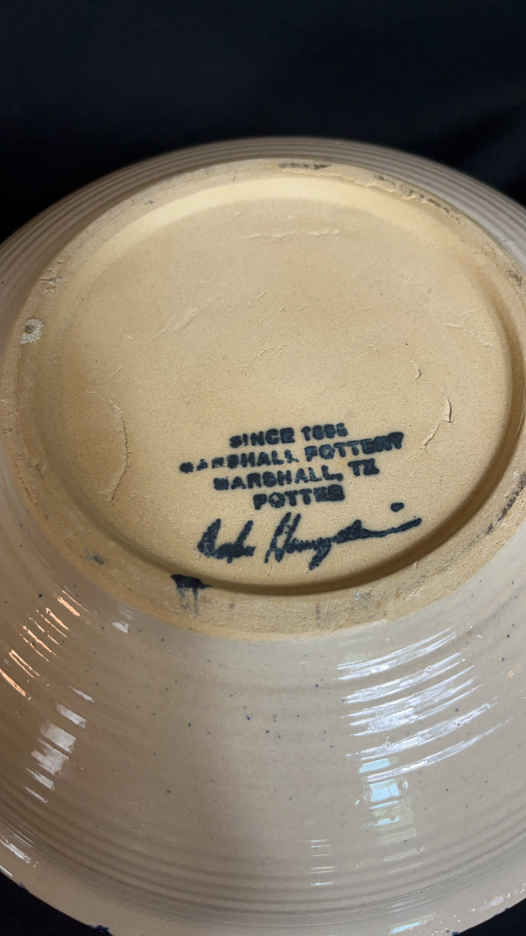 SINCE 1895
MARSHALL POTTERY
MARSHALL, TX
POTTER